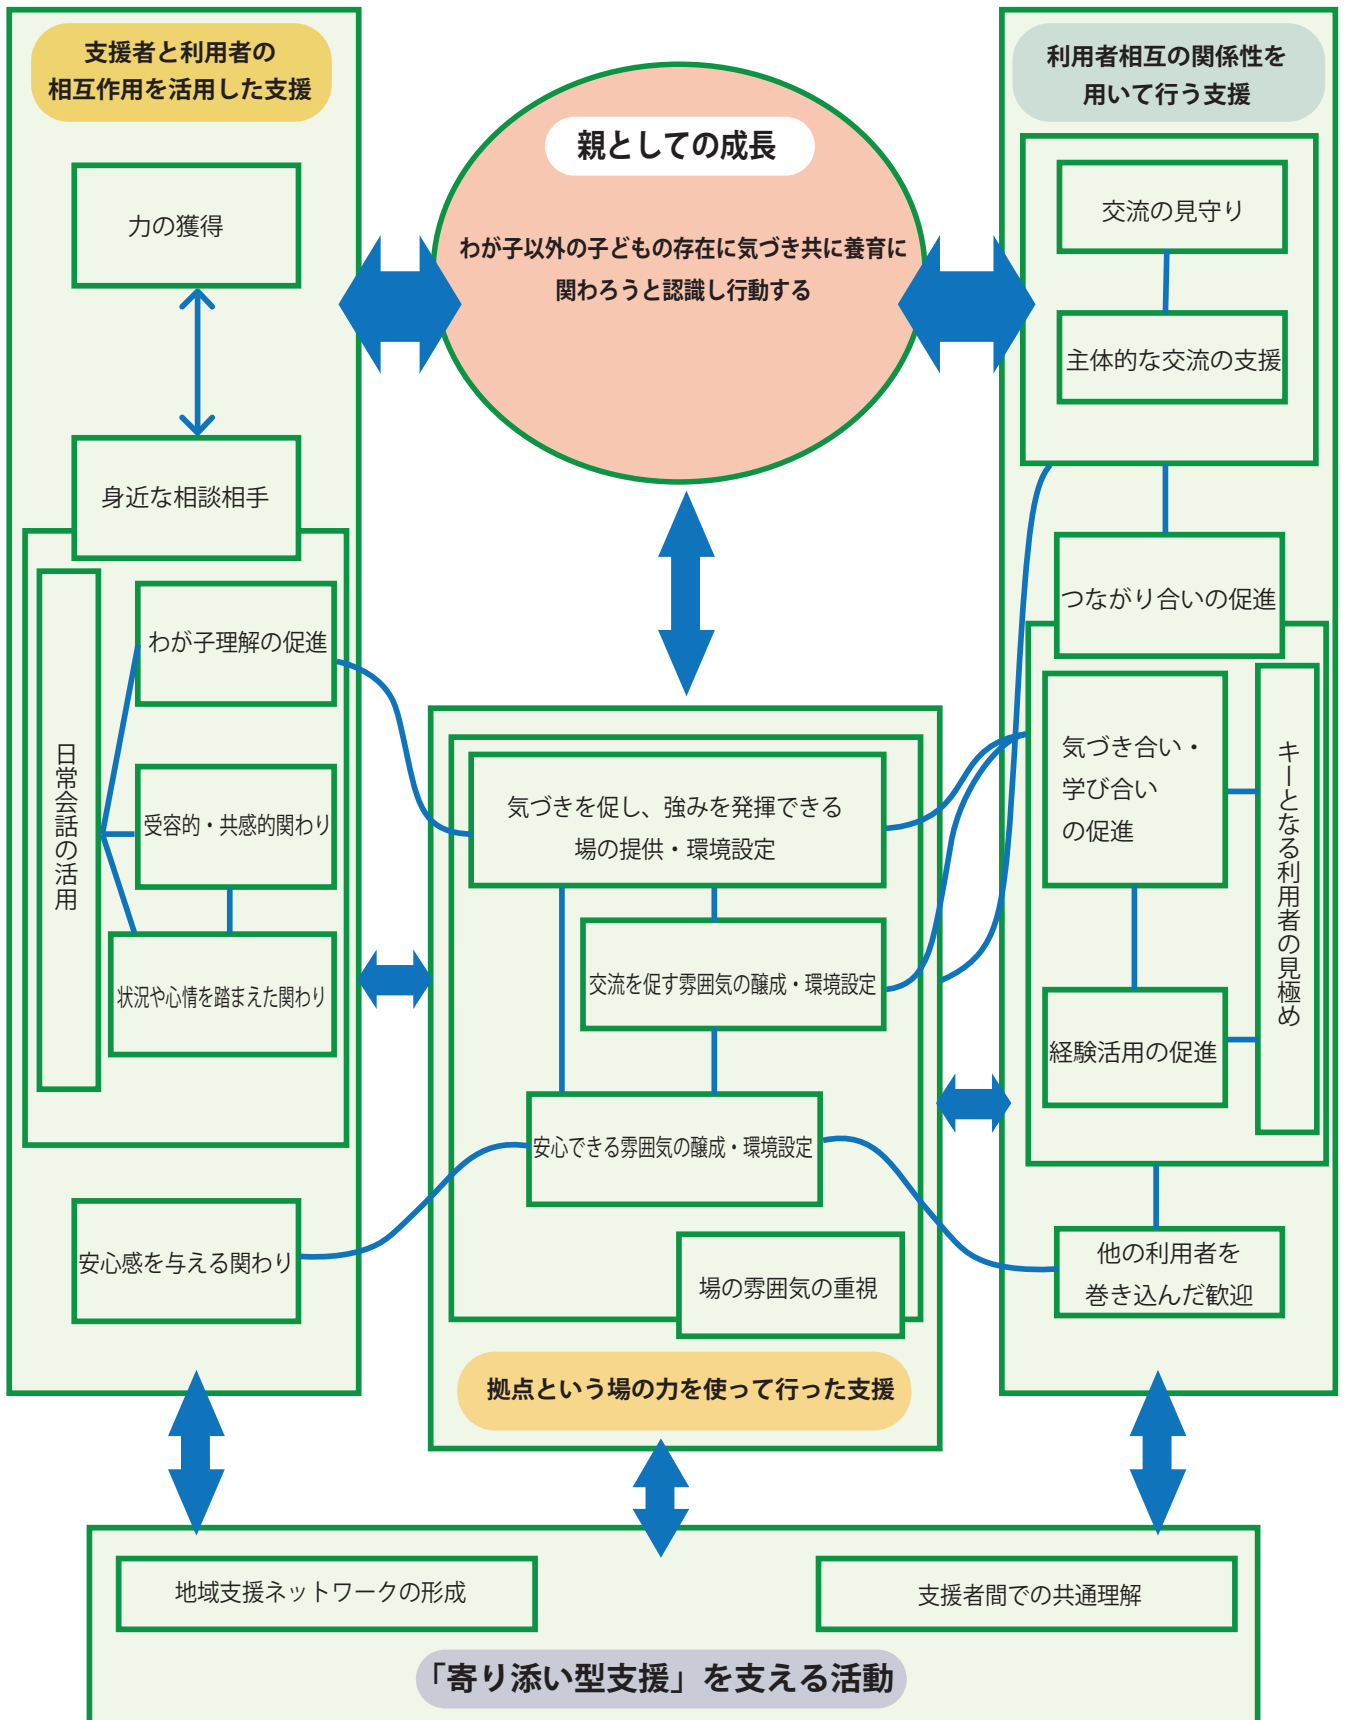 支援者と利用者の
相互作用を活用した支援
力の獲得
身近な相談相手
日常会話の活用
わが子理解の促進
受容的・共感的関わり
状況や心情を踏まえた関わり
安心感を与える関わり
親としての成長
わが子以外の子どもの存在に気づき共に養育に
関わろうと認識し行動する
気づきを促し、強みを発揮できる
場の提供・環境設定
交流を促す雰囲気の醸成・環境設定
安心できる雰囲気の醸成・環境設定
場の雰囲気の重視
拠点という場の力を使って行った支援
利用者相互の関係性を
用いて行う支援
交流の見守り
主体的な交流の支援
つながり合いの促進
気づき合い・
学び合い
の促進
キーとなる利用者の見極め
経験活用の促進
他の利用者を
巻き込んだ歓迎
地域支援ネットワークの形成
支援者間での共通理解
「寄り添い型支援」を支える活動